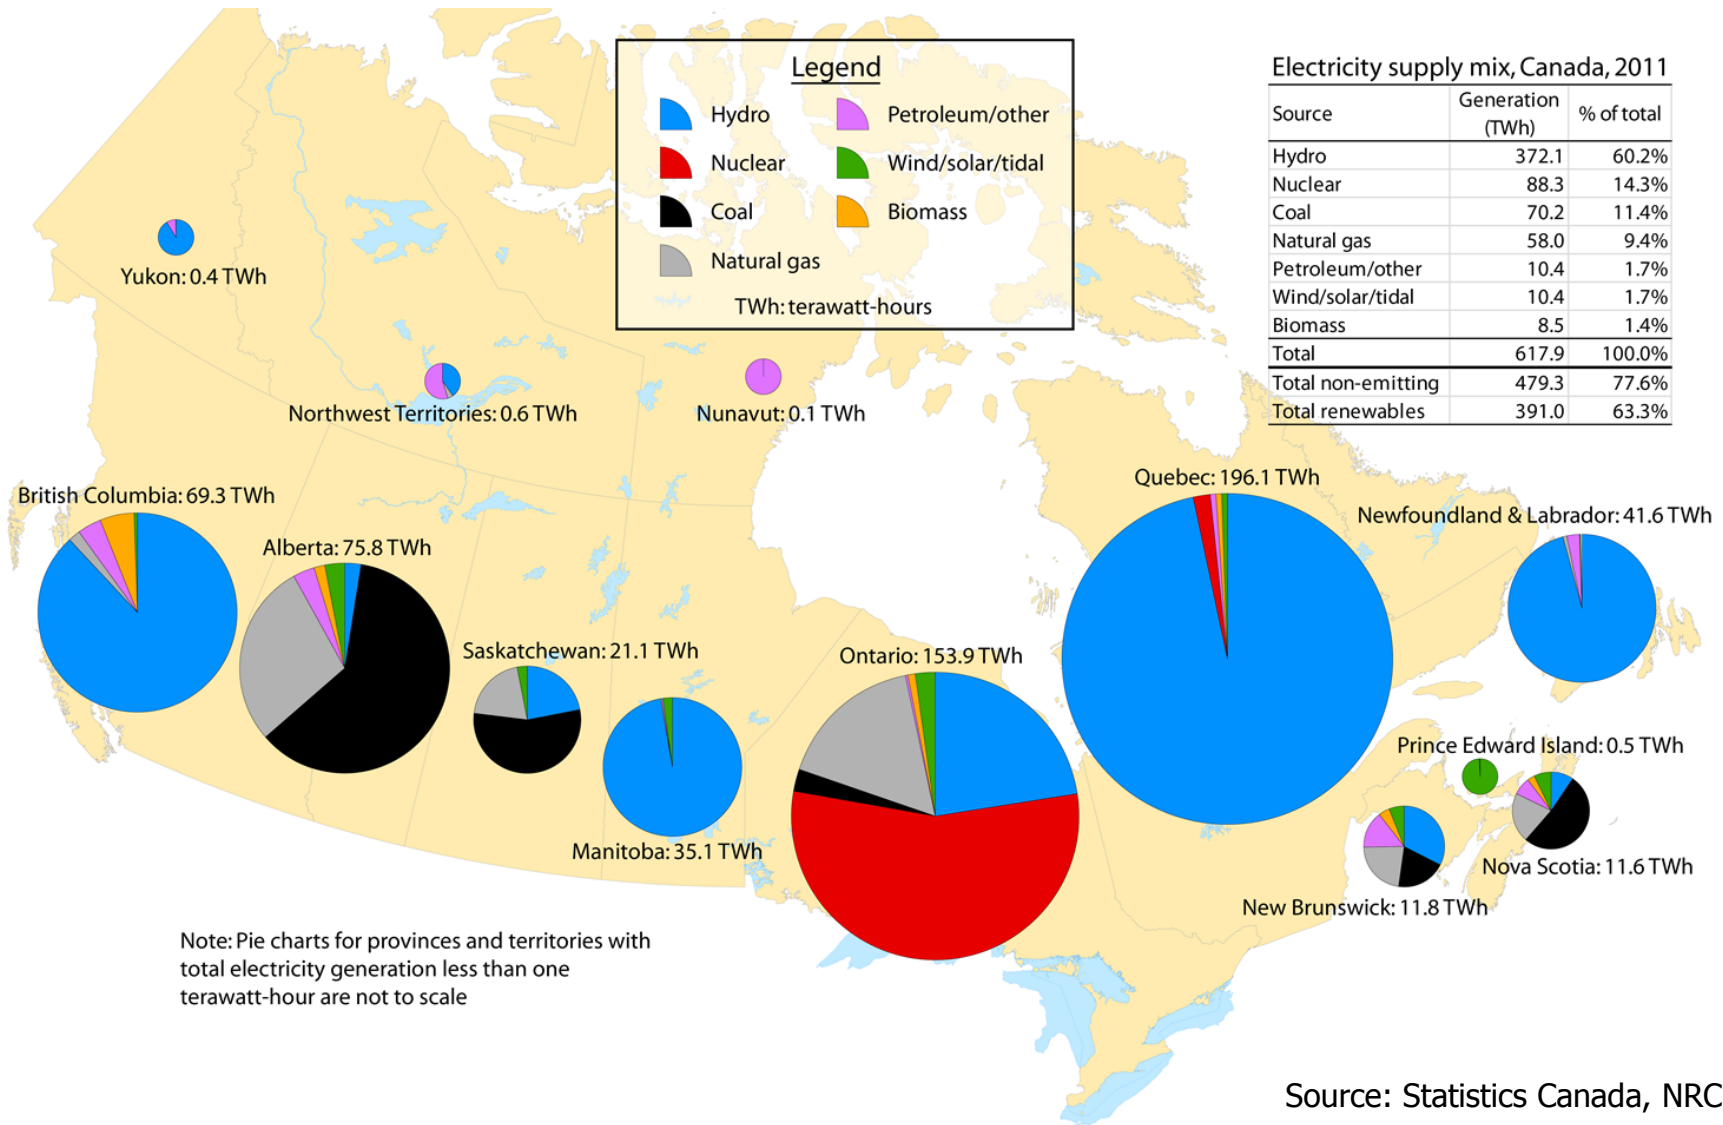 Legend
Hydro
Petroleum/other
Nuclear
Wind/solar/tidal
Coal
Biomass
Natural gas
TWh: terawatt-hours
Electricity supply mix, Canada, 2011
Source Generation (TWh) % of total
Hydro 372.1 60.2%
Nuclear 88.3 14.3%
Coal 70.2 11.4%
Natural gas 58.0 9.4%
Petroleum/other 10.4 1.7%
Wind/solar/tidal 10.4 1.7%
Biomass 8.5 1.4%
Total 617.9 100.0%
Total non-emitting 479.3 77.6%
Total renewables 391.0 63.3%
Yukon: 0.4 TWh
Northwest Territories: 0.6 TWh
Nunavut: 0.1 TWh
British Columbia: 69.3 TWh
Alberta: 75.8 TWh
Saskatchewan: 21.1 TWh
Manitoba: 35.1 TWh
Ontario: 153.9 TWh
Quebec: 196.1 TWh
Newfoundland & Labrador: 41.6 TWh
Prince Edward Island: 0.5 TWh
Nova Scotia: 11.6 TWh
New Brunswick: 11.8 TWh
Note: Pie charts for provinces and territories with
total electricity generation less than one
terawatt-hour are not to scale
Source: Statistics Canada, NRC